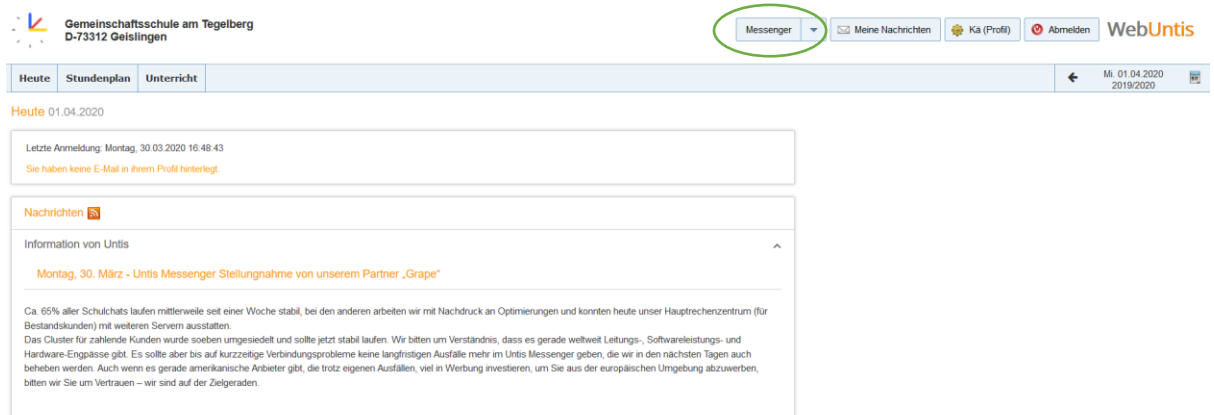 Gemeinschaftsschule am Tegelberg
D-73312 Geislingen
Messenger
Meine Nachrichten
Kä (Profil)
Abmelden
WebUntis
Heute
Stundenplan
Unterricht
Mi. 01.04.2020
2019/2020
Heute 01.04.2020
Letzte Anmeldung: Montag, 30.03.2020 16:48:43
Sie haben keine E-Mail in ihrem Profil hinterlegt.
Nachrichten
Information von Untis
Montag, 30. März - Untis Messenger Stellungnahme von unserem Partner „Grape“
Ca. 65% aller Schulchats laufen mittlerweile seit einer Woche stabil, bei den anderen arbeiten wir mit Nachdruck an Optimierungen und konnten heute unser Hauptrechenzentrum (für
Bestandskunden) mit weiteren Servern ausstatten.
Das Cluster für zahlende Kunden wurde soeben umgesiedelt und sollte jetzt stabil laufen. Wir bitten um Verständnis, dass es gerade weltweit Leitungs-, Softwareleistungs- und
Hardware-Engpässe gibt. Es sollte aber bis auf kurzzeitige Verbindungsprobleme keine langfristigen Ausfälle mehr im Untis Messenger geben, die wir in den nächsten Tagen auch
beheben werden. Auch wenn es gerade amerikanische Anbieter gibt, die trotz eigenen Ausfällen, viel in Werbung investieren, um Sie aus der europäischen Umgebung abzuwerben,
bitten wir Sie um Vertrauen – wir sind auf der Zielgeraden.